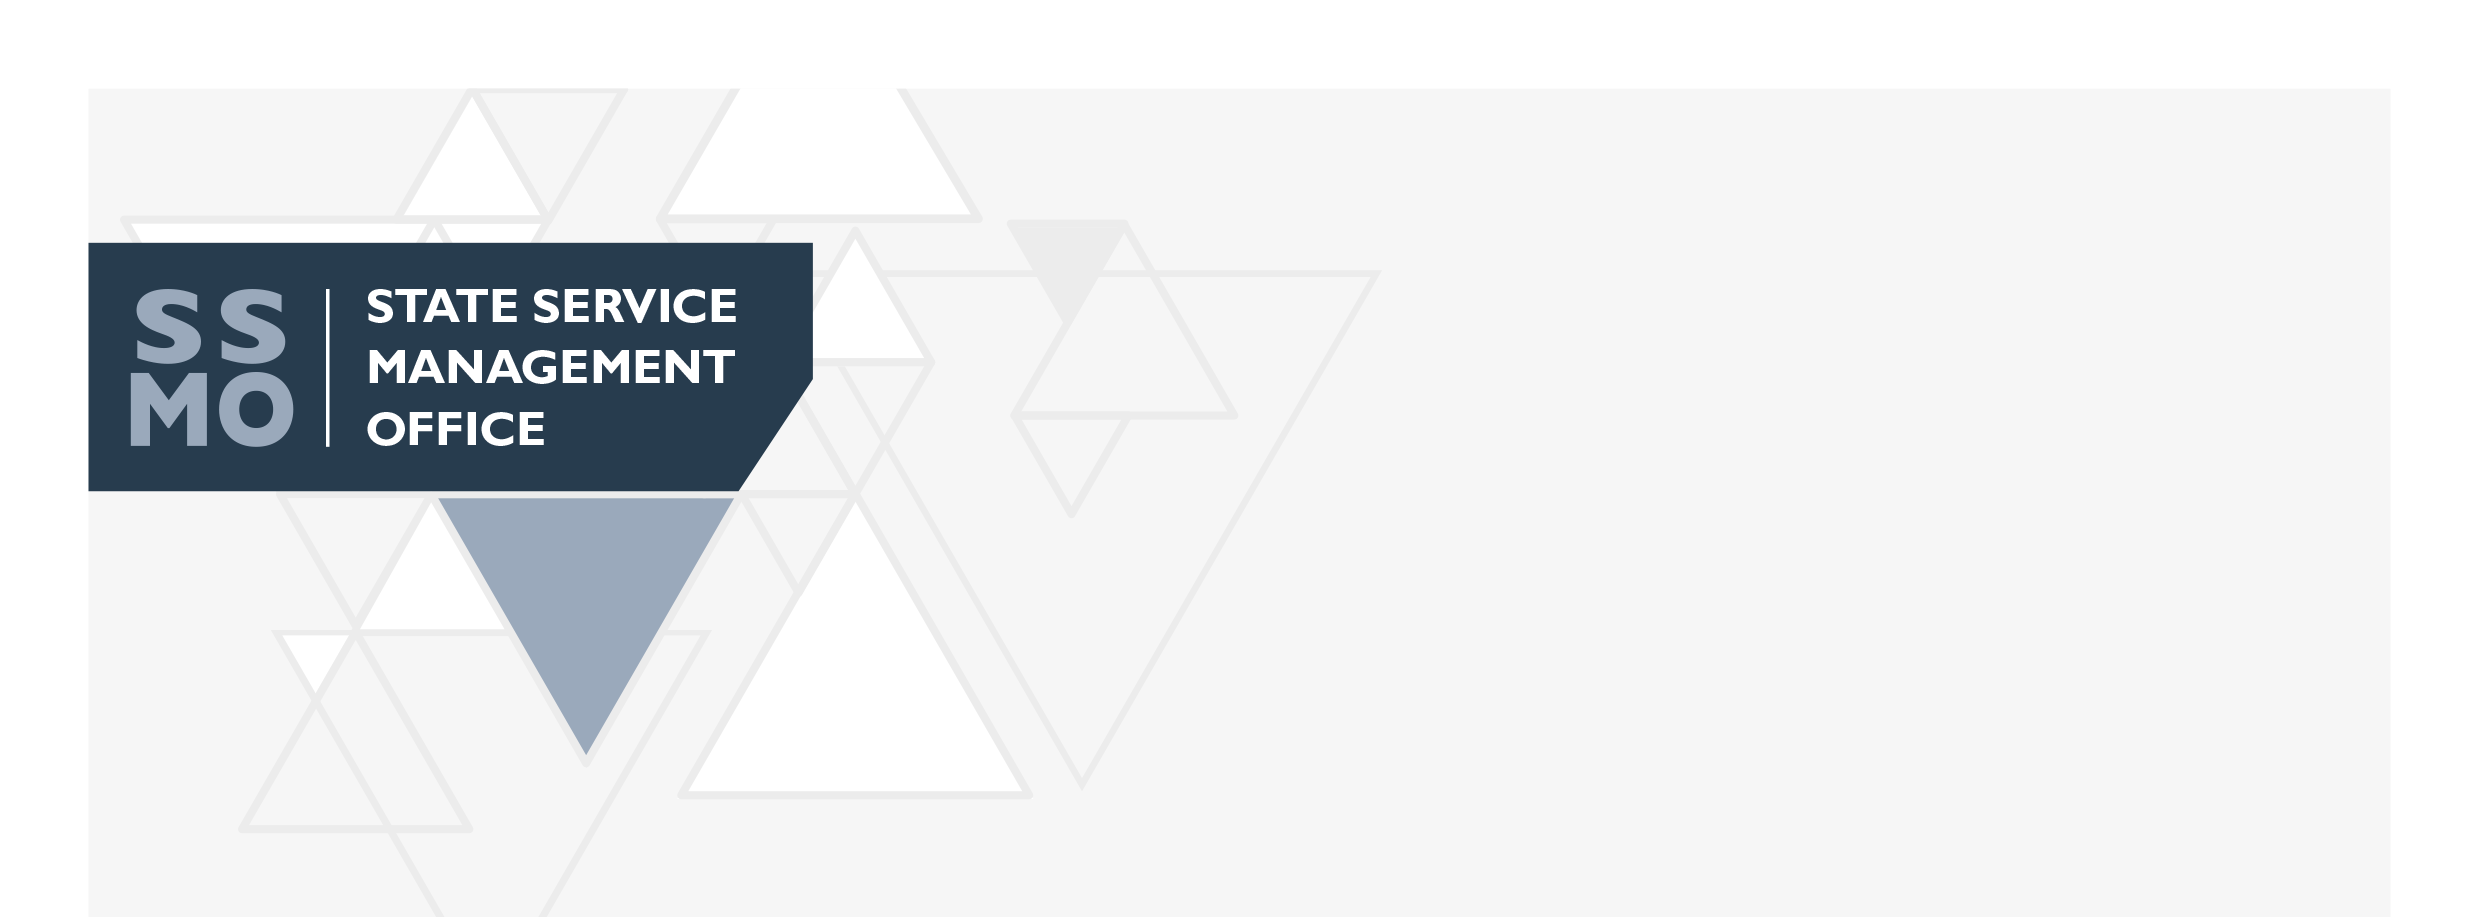 SS
MO
STATE SERVICE
MANAGEMENT
OFFICE